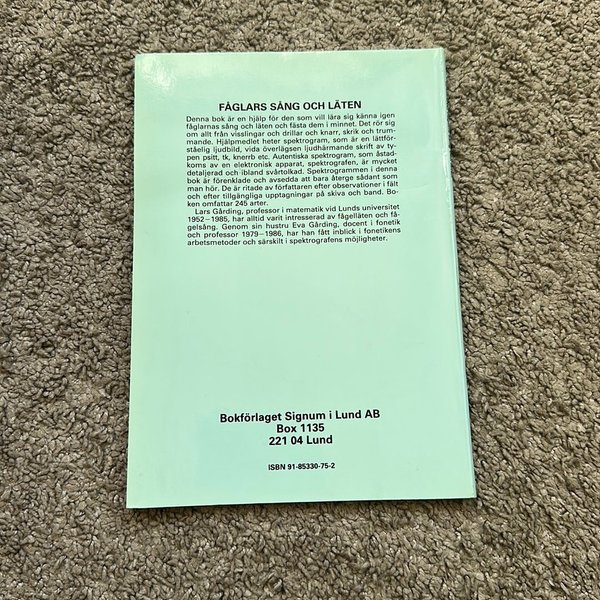 FÅGLARS SÅNG OCH LÄTEN
Denna bok är en hjälp för den som vill lära sig känna igen
fåglarnas sång och läten och fästa dem i minnet. Det rör sig
om allt från visslingar och drillar och knarr, skrik och trum-
mande. Hjälpmedlet heter spektrogram, som är en lättför-
ståelig ljudbild, vida överlägsen ljudhärmande skrift av ty-
pen psitt, tk, knerrb etc. Autentiska spektrogram, som åstad-
koms av en elektronisk apparat, spektrografen, är mycket
detaljerad och ibland svårtolkad. Spektrogrammen i denna
bok är förenklade och avsedda att bara återge sådant som
man hör. De är ritade av författaren efter observationer i fält
och efter tillgängliga upptagningar på skiva och band. Bo-
ken omfattar 245 arter.
Lars Gårding, professor i matematik vid Lunds universitet
1952–1985, har alltid varit intresserad av fågelläten och få-
gelsång. Genom sin hustru Eva Gårding, docent i fonetik
och professor 1979–1986, har han fått inblick i fonetikens
arbetsmetoder och särskilt i spektrografens möjligheter.
Bokförlaget Signum i Lund AB
Box 1135
221 04 Lund
ISBN 91-85330-75-2